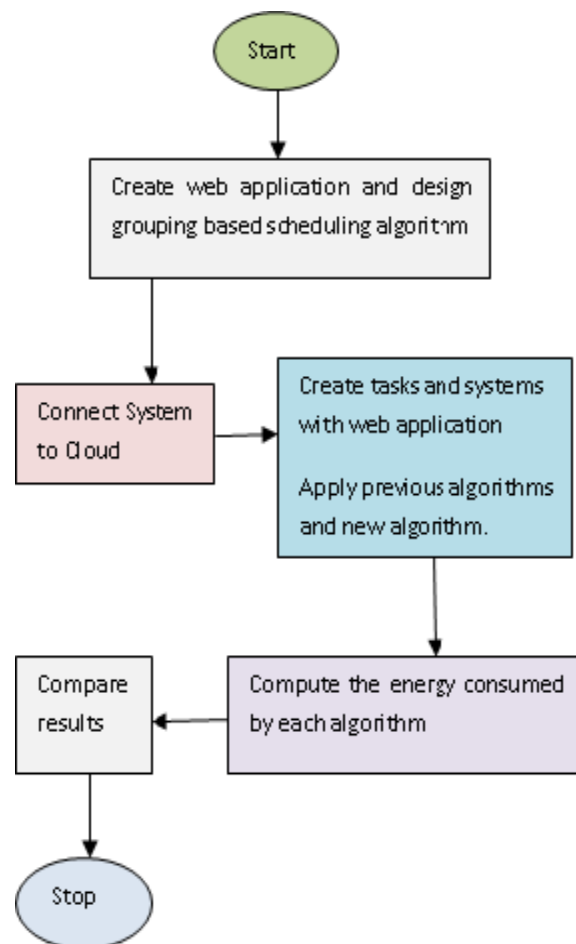 Start
Create web application and design
grouping based scheduling algorithm
Connect System
to Cloud
Create tasks and systems
with web application
Apply previous algorithms
and new algorithm.
Compute the energy consumed
by each algorithm
Compare
results
Stop